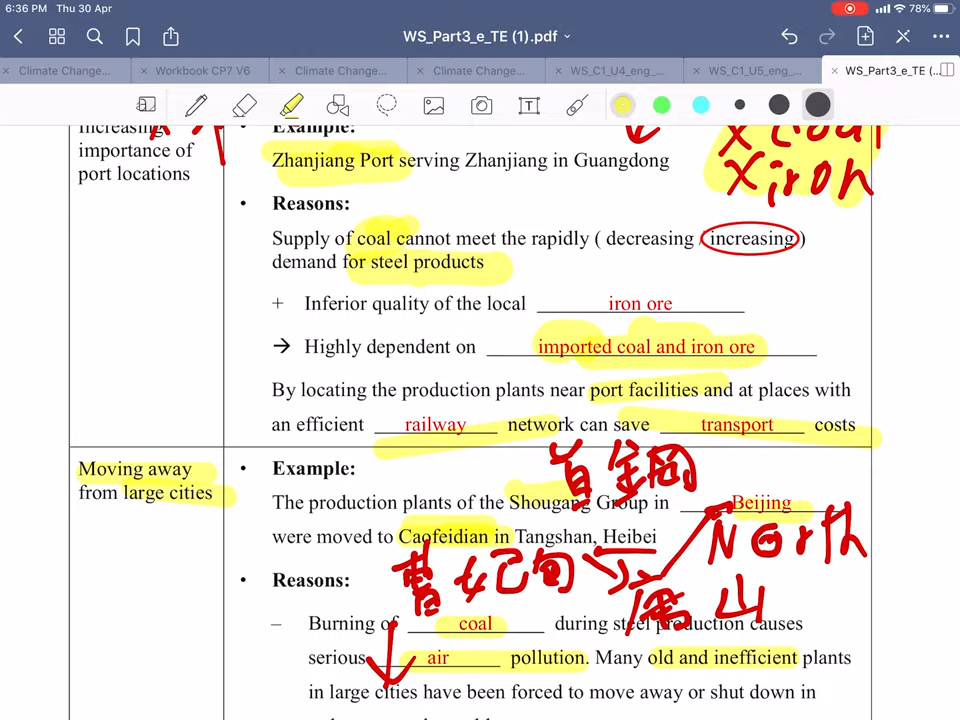 6:36 PM Thu 30 Apr 78%
WS_Part3_e_TE (1).pdf
Climate Change... Workbook CP7 V6 Climate Change... Climate Change... WS_C1_U4_eng_... WS_C1_U5_eng_... WS_Part3_e_TE (...
Increasing
importance of
port locations
• Example:
Zhanjiang Port serving Zhanjiang in Guangdong
X coal
X iron
• Reasons:
Supply of coal cannot meet the rapidly ( decreasing / increasing )
demand for steel products
+ Inferior quality of the local iron ore
→ Highly dependent on imported coal and iron ore
By locating the production plants near port facilities and at places with
an efficient railway network can save transport costs
Moving away
from large cities
• Example:
首金岡
The production plants of the Shougang Group in Beijing
were moved to Caofeidian in Tangshan, Heibei
North
曹妃甸
唐山
• Reasons:
– Burning of coal during steel production causes
serious air pollution. Many old and inefficient plants
in large cities have been forced to move away or shut down in